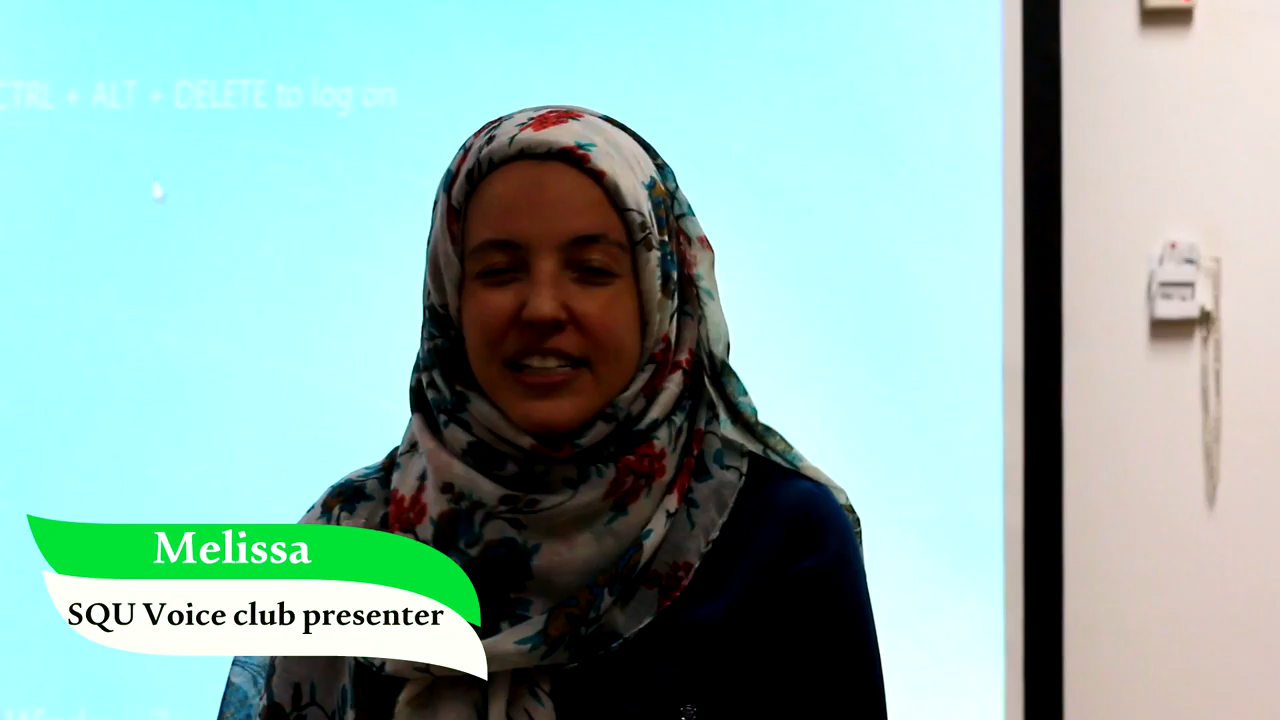 CTRL + ALT + DELETE to log on
Melissa
SQU Voice club presenter